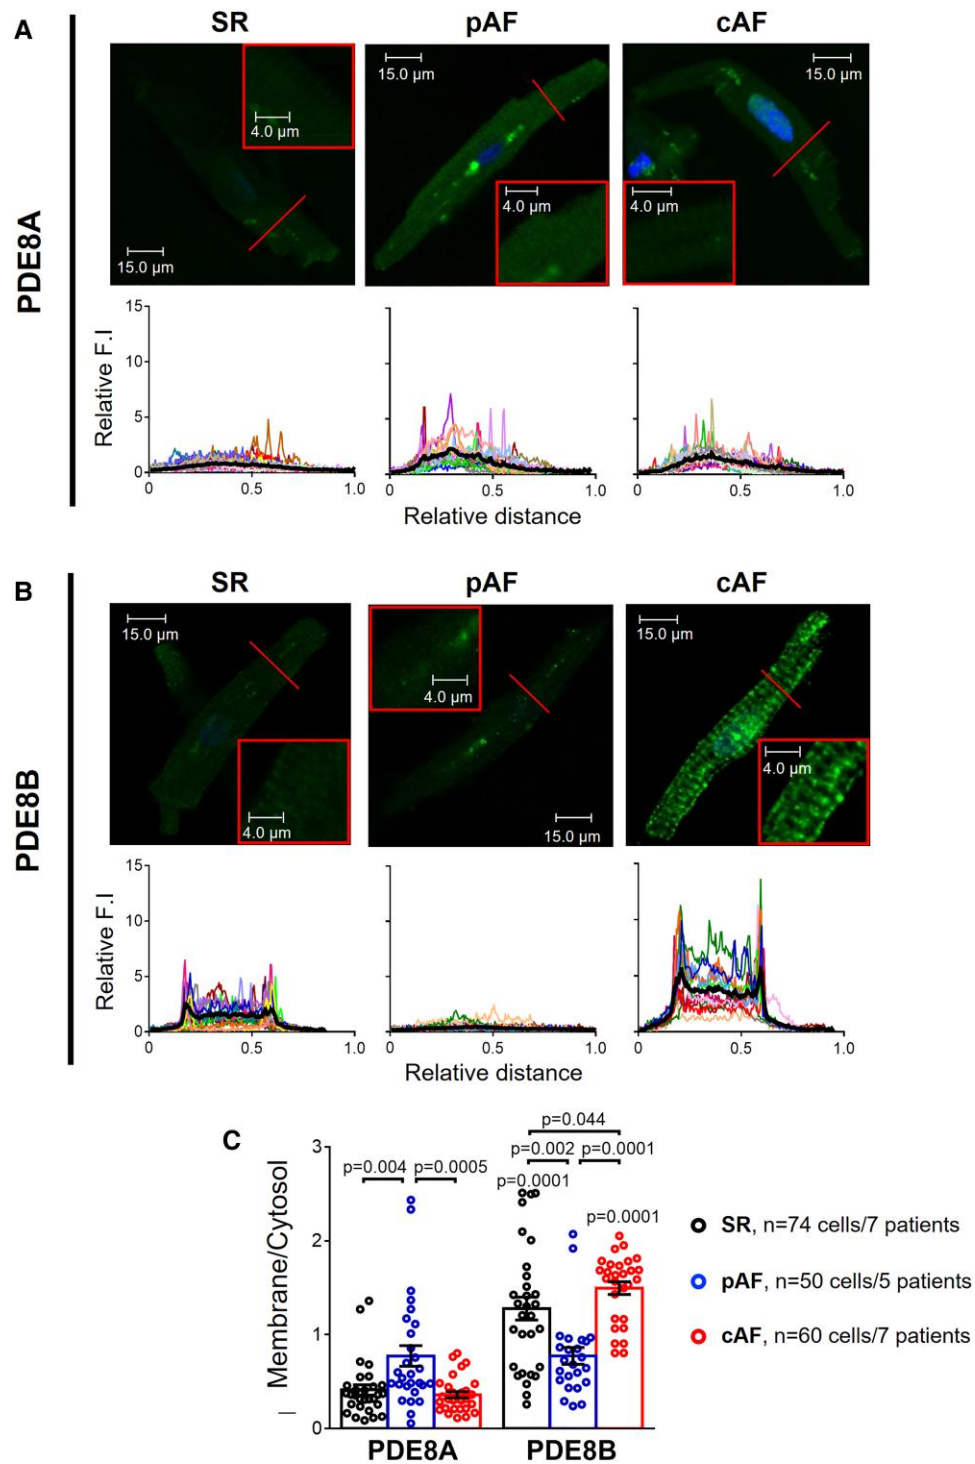 A
SR
pAF
cAF
PDE8A
4.0 µm
15.0 µm
15.0 µm
4.0 µm
15.0 µm
4.0 µm
Relative F.I
15
10
5
0
0 0.5 1.0
0 0.5 1.0
0 0.5 1.0
Relative distance
B
SR
pAF
cAF
PDE8B
15.0 µm
4.0 µm
4.0 µm
15.0 µm
15.0 µm
4.0 µm
Relative F.I
15
10
5
0
0 0.5 1.0
0 0.5 1.0
0 0.5 1.0
Relative distance
C
Membrane/Cytosol
3
2
1
0
p=0.004
p=0.0005
p=0.044
p=0.002
p=0.0001
p=0.0001
p=0.0001
PDE8A
PDE8B
SR, n=74 cells/7 patients
pAF, n=50 cells/5 patients
cAF, n=60 cells/7 patients